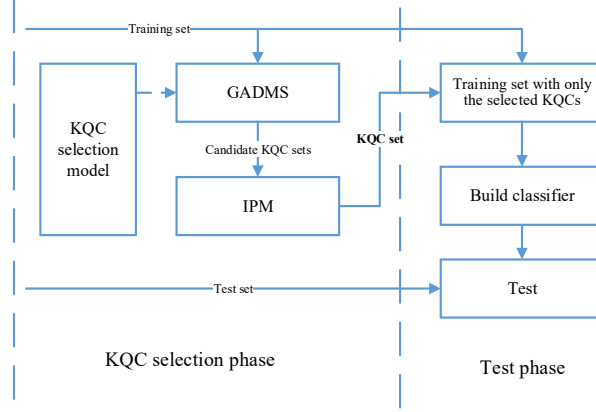 Training set
GADMS
Training set with only
the selected KQCs
KQC
selection
model
Candidate KQC sets
KQC set
IPM
Build classifier
Test set
Test
KQC selection phase
Test phase